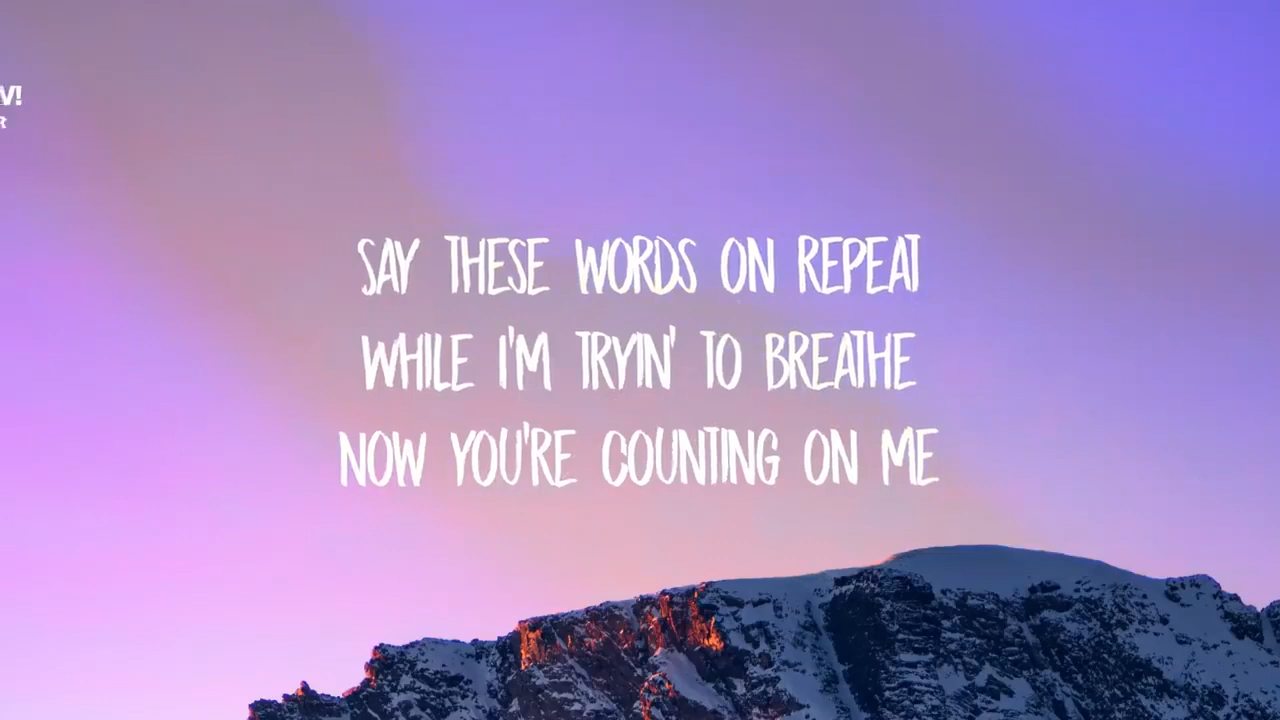 V!
R
SAY THESE WORDS ON REPEAT
WHILE I'M TRYIN' TO BREATHE
NOW YOU'RE COUNTING ON ME